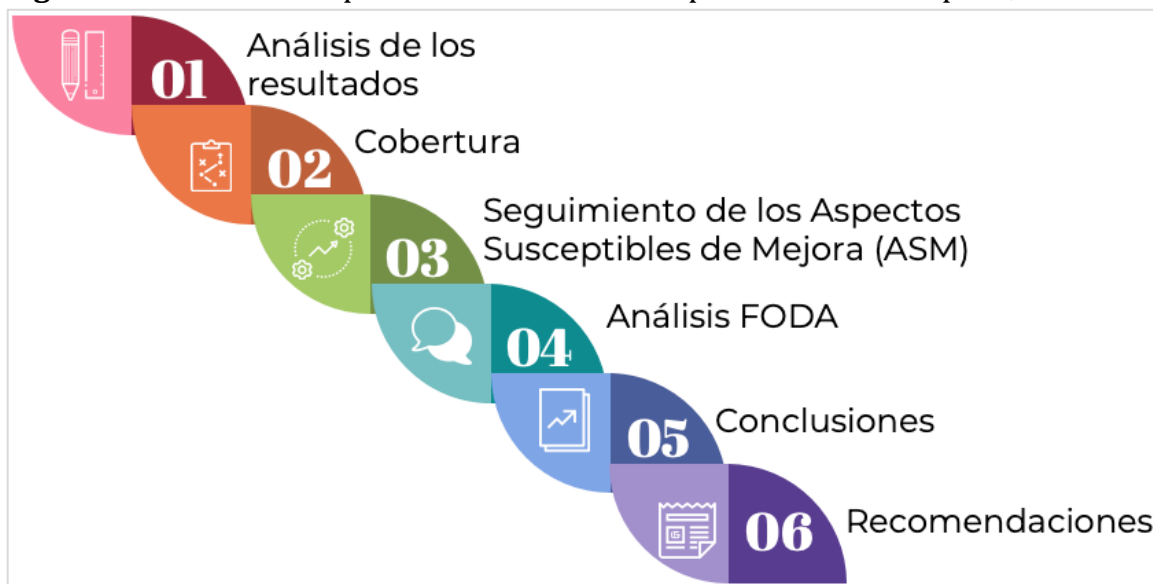 01
Análisis de los
resultados
02
Cobertura
03
Seguimiento de los Aspectos
Susceptibles de Mejora (ASM)
04
Análisis FODA
05
Conclusiones
06
Recomendaciones